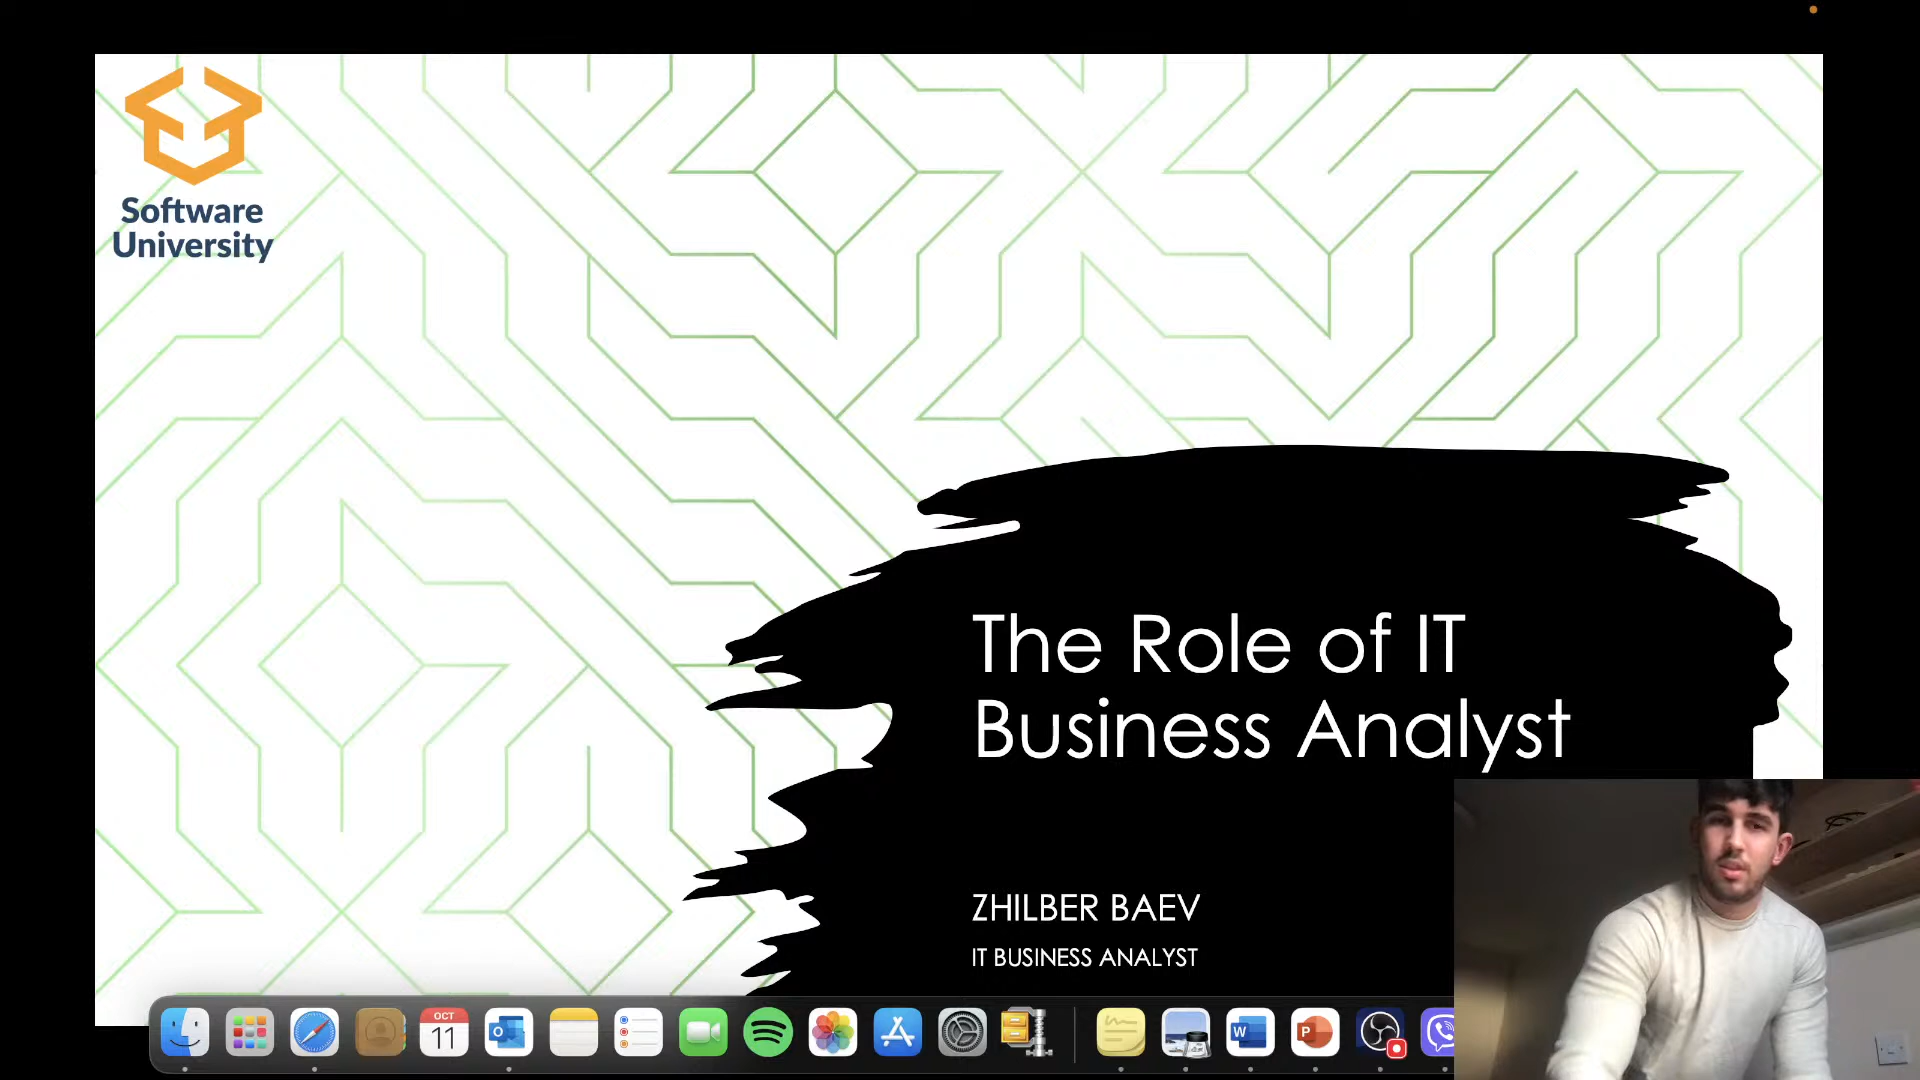 Software
University
The Role of IT
Business Analyst
ZHILBER BAEV
IT BUSINESS ANALYST
OCT
11